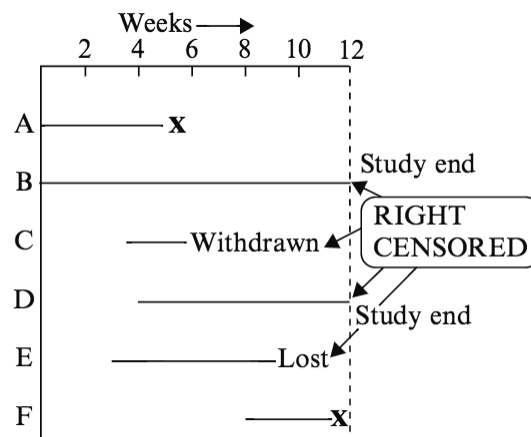 Weeks
2 4 6 8 10 12
A x
Study end
B
RIGHT
CENSORED
C Withdrawn
D
Study end
E Lost
F x